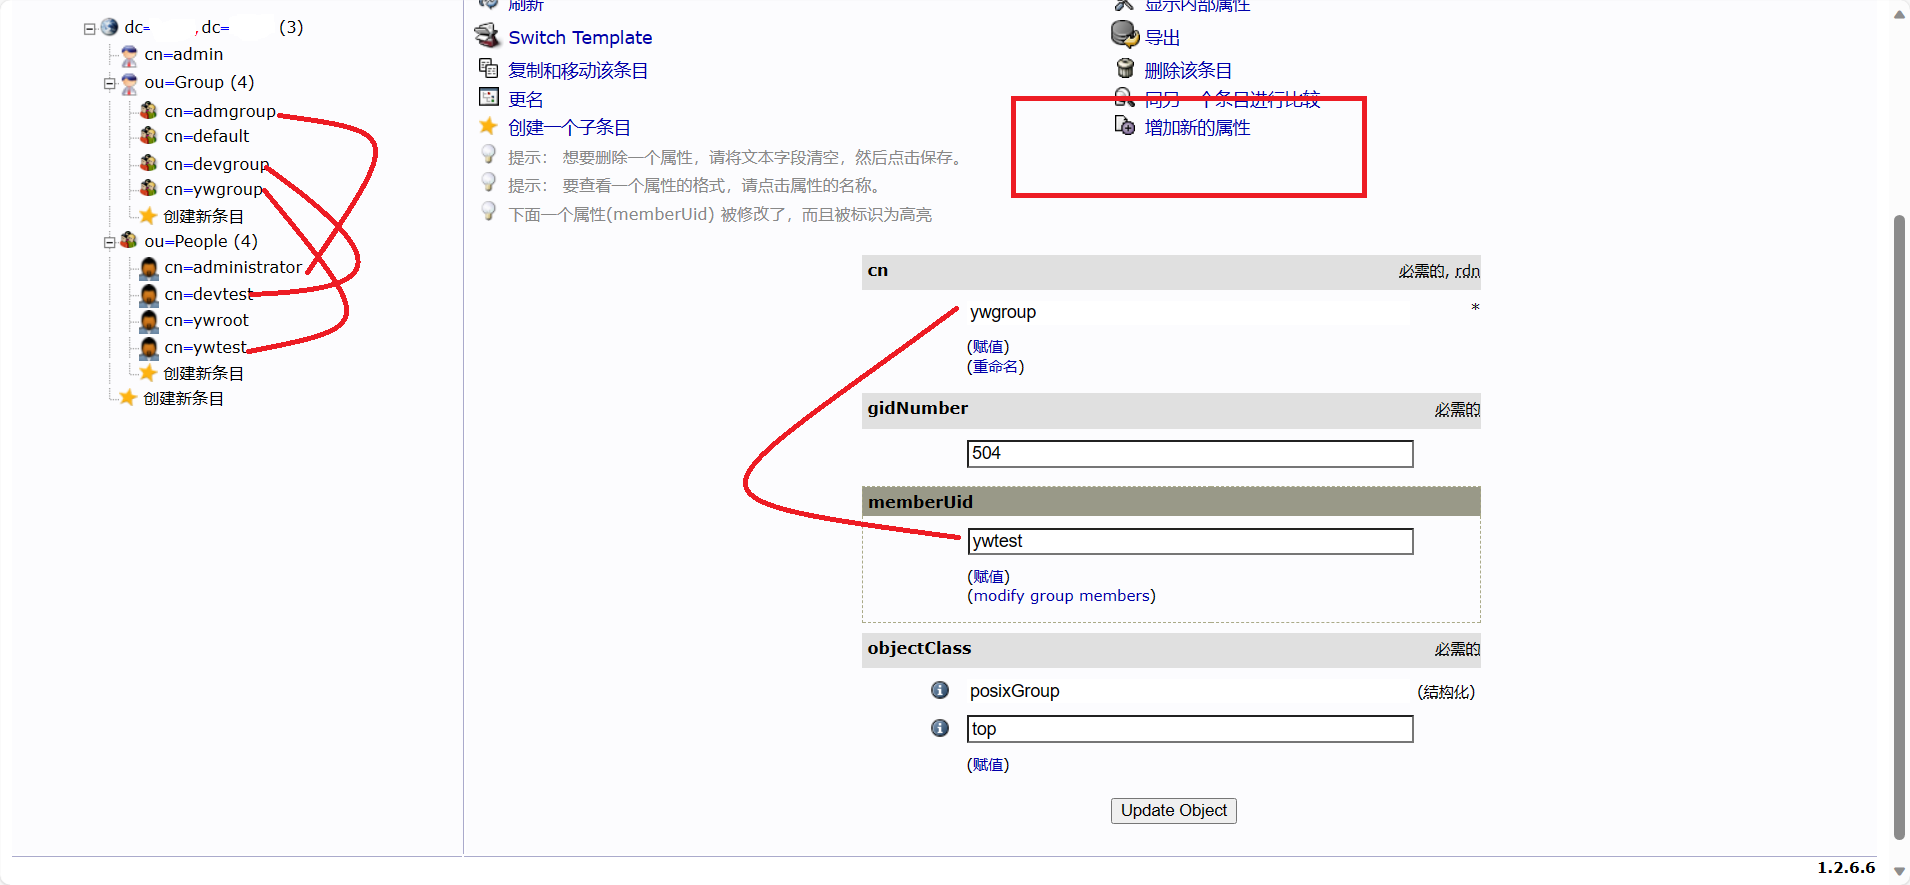 dc= ,dc= (3)
cn=admin
ou=Group (4)
cn=admgroup
cn=default
cn=devgroup
cn=ywgroup
创建新条目
ou=People (4)
cn=administrator
cn=devtest
cn=ywroot
cn=ywtest
创建新条目
创建新条目
刷新
显示内部属性
Switch Template
导出
复制和移动该条目
删除该条目
更名
同另一个条目进行比较
创建一个子条目
增加新的属性
提示： 想要删除一个属性，请将文本字段清空，然后点击保存。
提示： 要查看一个属性的格式，请点击属性的名称。
下面一个属性(memberUid) 被修改了，而且被标识为高亮
cn 必需的, rdn
ywgroup *
(赋值)
(重命名)
gidNumber 必需的
504
memberUid
ywtest
(赋值)
(modify group members)
objectClass 必需的
posixGroup (结构化)
top
(赋值)
Update Object
1.2.6.6